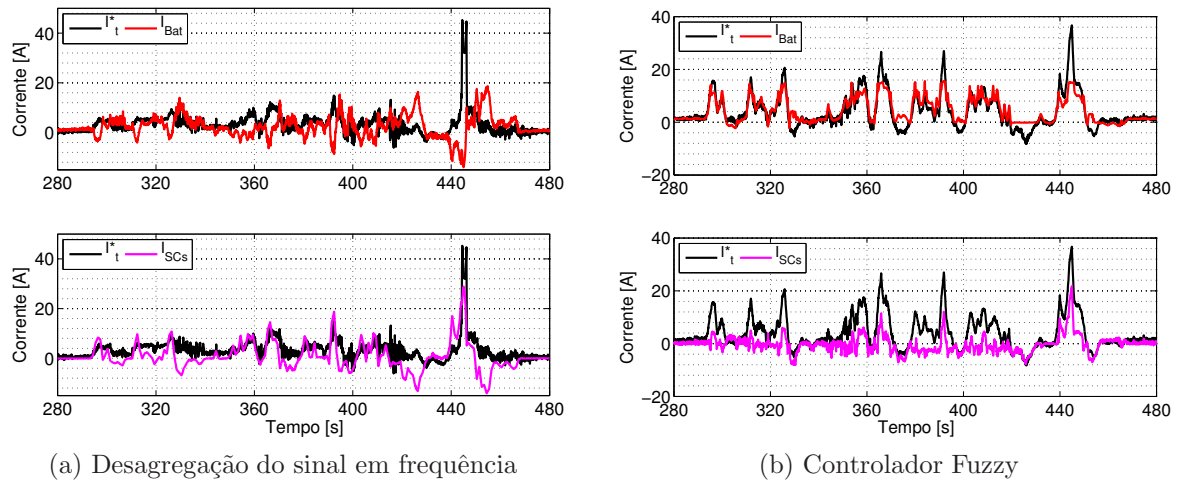 I*t IBat
Corrente [A]
40
20
0
280 320 360 400 440 480
I*t ISCs
Corrente [A]
40
20
0
280 320 360 400 440 480
Tempo [s]
(a) Desagregação do sinal em frequência
I*t IBat
Corrente [A]
40
20
0
−20
280 320 360 400 440 480
I*t ISCs
Corrente [A]
40
20
0
−20
280 320 360 400 440 480
Tempo [s]
(b) Controlador Fuzzy